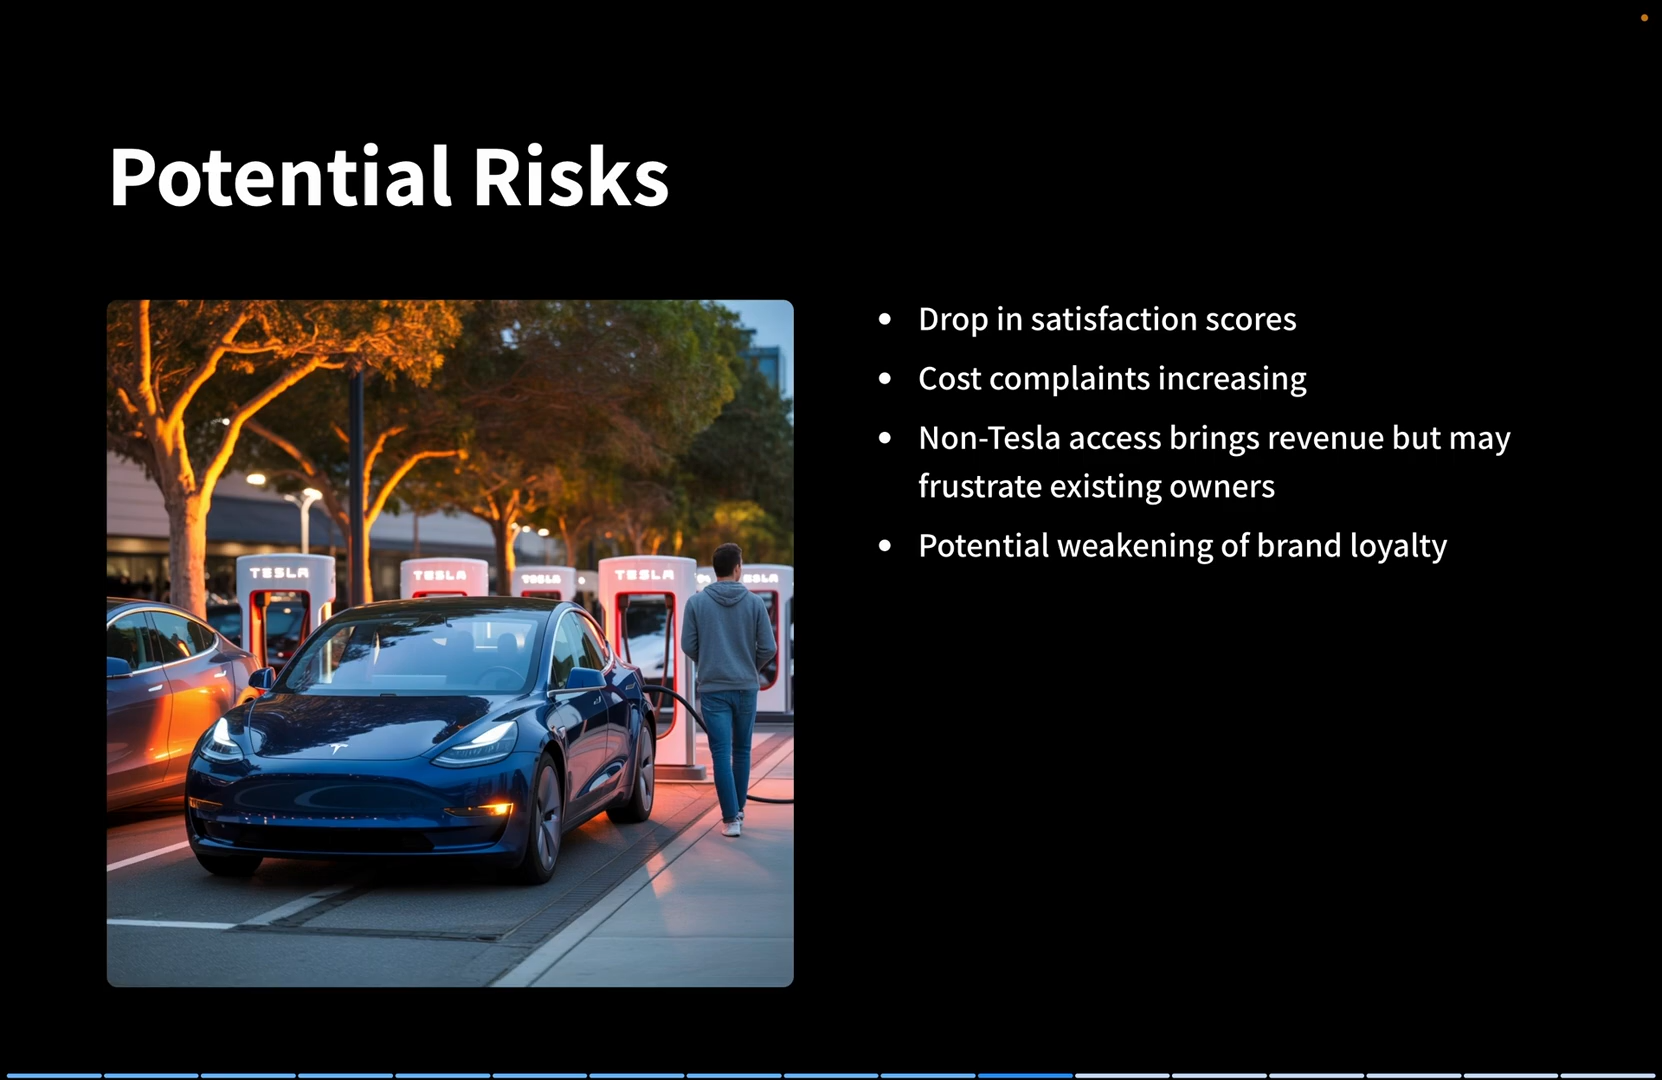 Potential Risks
Drop in satisfaction scores
Cost complaints increasing
Non-Tesla access brings revenue but may
frustrate existing owners
Potential weakening of brand loyalty
TESLA
TESLA
TESLA
TESLA